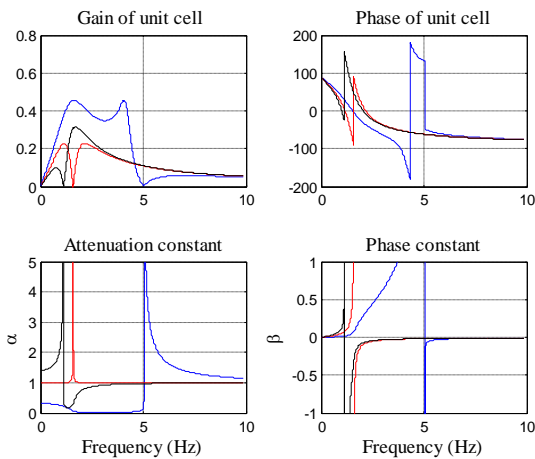 Gain of unit cell
0.8
0.6
0.4
0.2
0
0 5 10
Phase of unit cell
200
100
0
-100
-200
0 5 10
Attenuation constant
5
4
3
2
1
0
α
0 5 10
Frequency (Hz)
Phase constant
1
0.5
0
-0.5
-1
β
0 5 10
Frequency (Hz)